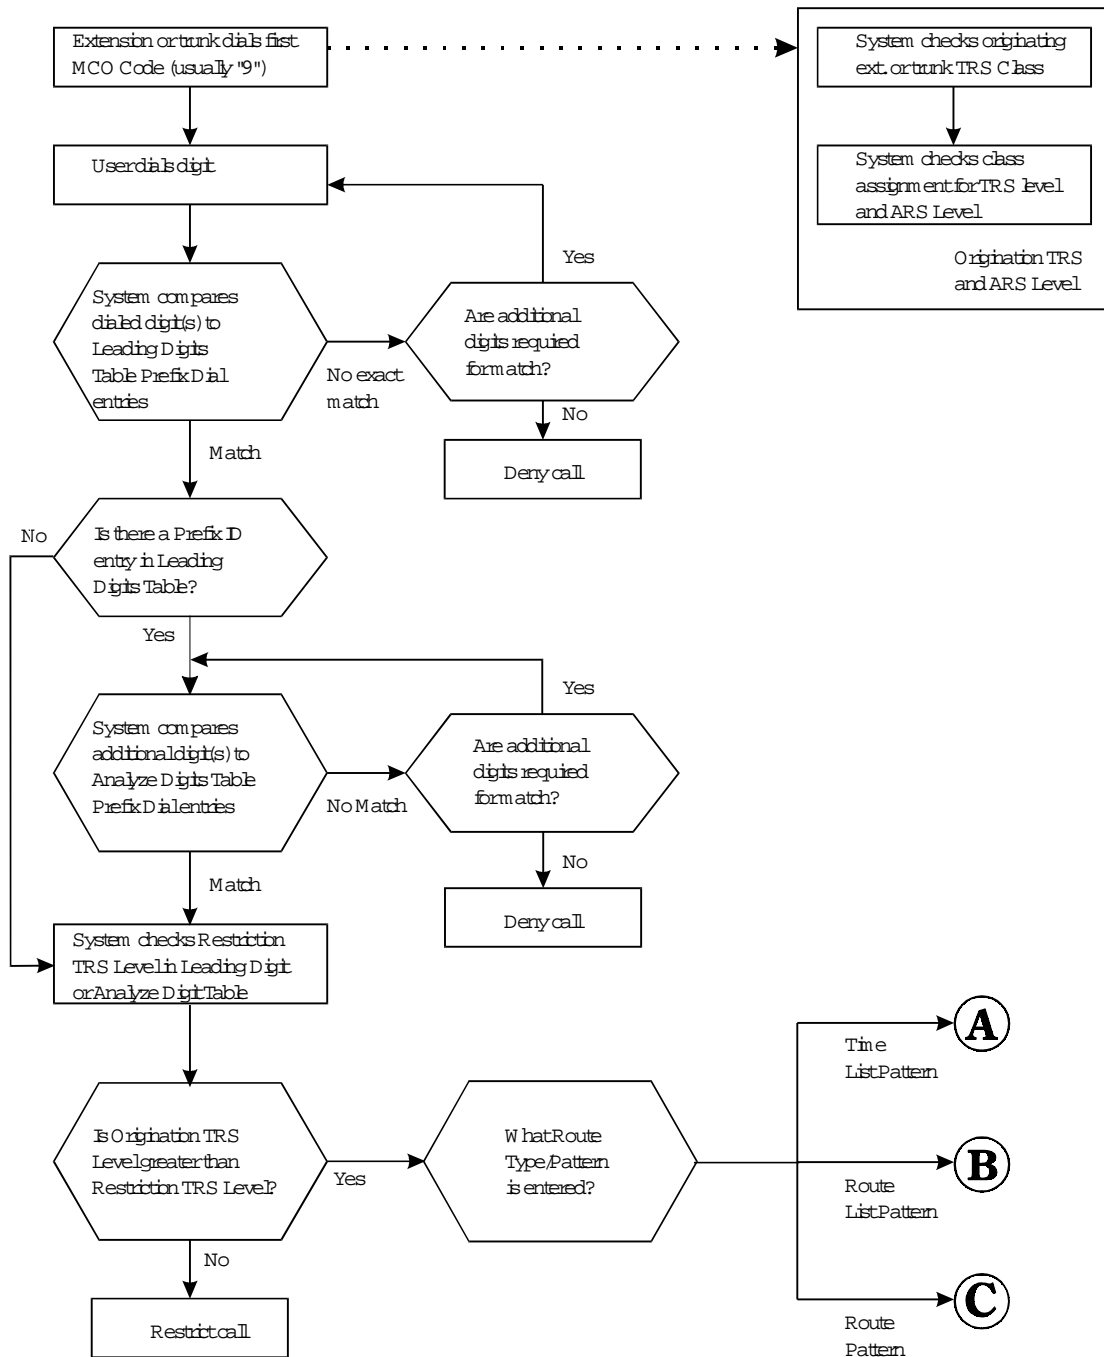 Extension or trunk dials first
MCO Code (usually "9")
System checks originating
ext. or trunk TRS Class
User dials digit
System checks class
assignment for TRS level
and ARS Level
Origination TRS
and ARS Level
Yes
System compares
dialed digit(s) to
Leading Digits
Table Prefix Dial
entries
Are additional
digits required
for match?
No exact
match
No
Match
Deny call
No
Is there a Prefix ID
entry in Leading
Digits Table?
Yes
Yes
System compares
additional digit(s) to
Analyze Digits Table
Prefix Dial entries
Are additional
digits required
for match?
No Match
No
Match
Deny call
System checks Restriction
TRS Level in Leading Digit
or Analyze Digit Table
A
Time
List Pattern
Is Origination TRS
Level greater than
Restriction TRS Level?
Yes
What Route
Type/Pattern
is entered?
B
Route
List Pattern
No
C
Restrict call
Route
Pattern